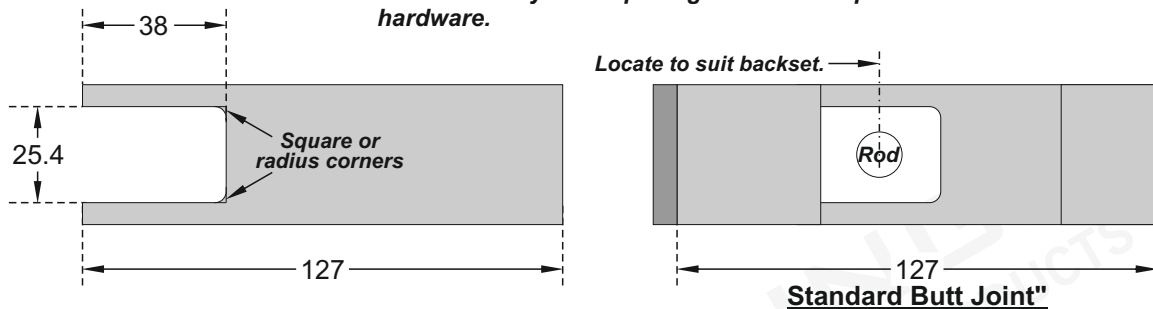 hardware.
38
Locate to suit backset.
25.4
Square or
radius corners
Rod
127
127
Standard Butt Joint"